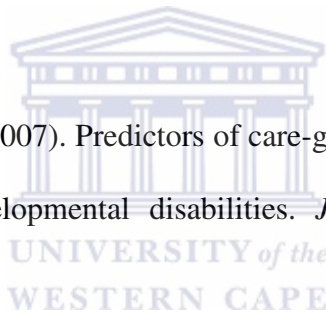 007). Predictors of care-g
elopmental disabilities. J
UNIVERSITY of the
WESTERN CAPE